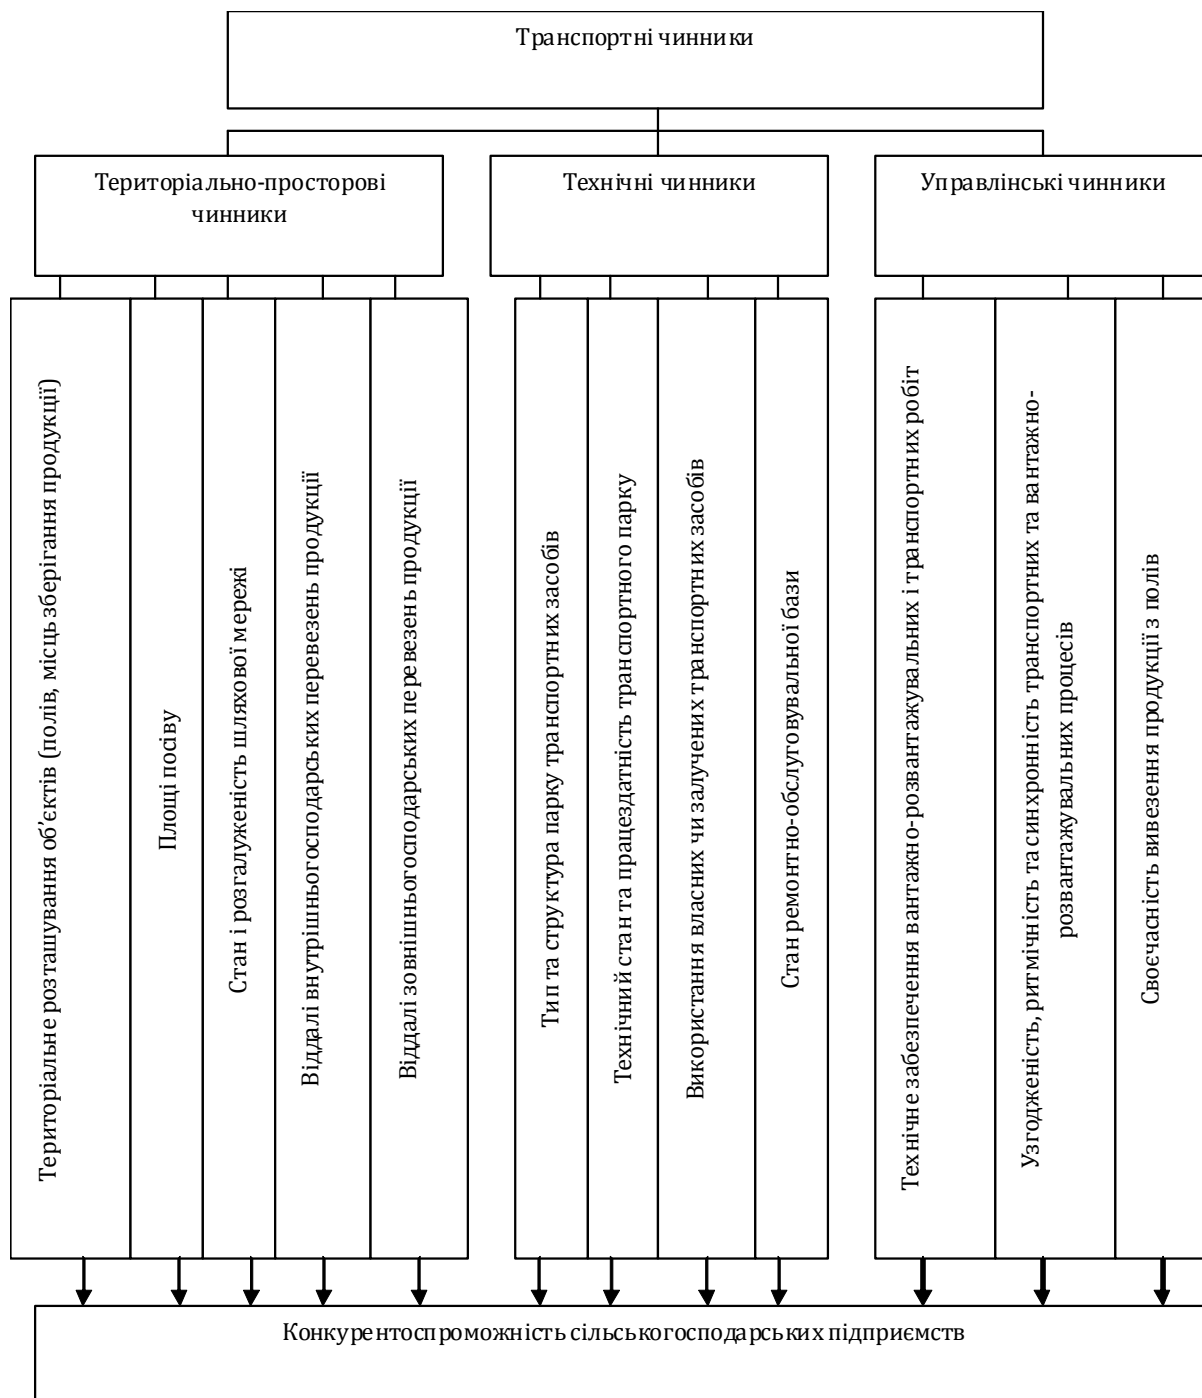 Транспортні чинники
Територіально-просторові
чинники
Технічні чинники
Управлінські чинники
Територіальне розташування об’єктів (полів, місць зберігання продукції)
Площі посіву
Стан і розгалуженість шляхової мережі
Віддалі внутрішньогосподарських перевезень продукції
Віддалі зовнішньогосподарських перевезень продукції
Тип та структура парку транспортних засобів
Технічний стан та працездатність транспортного парку
Використання власних чи залучених транспортних засобів
Стан ремонтно-обслуговувальної бази
Технічне забезпечення вантажно-розвантажувальних і транспортних робіт
Узгодженість, ритмічність та синхронність транспортних та вантажно-
розвантажувальних процесів
Своєчасність вивезення продукції з полів
Конкурентоспроможність сільськогосподарських підприємств